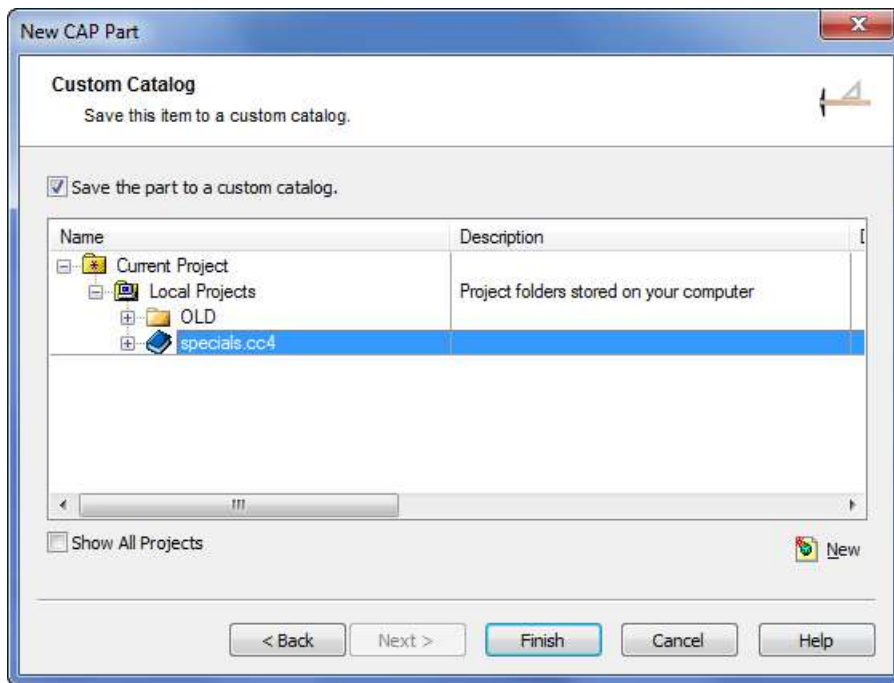 New CAP Part
Custom Catalog
Save this item to a custom catalog.
Save the part to a custom catalog.
Name Description
Current Project
Local Projects Project folders stored on your computer
OLD
specials.cc4
Show All Projects
New
< Back Next > Finish Cancel Help